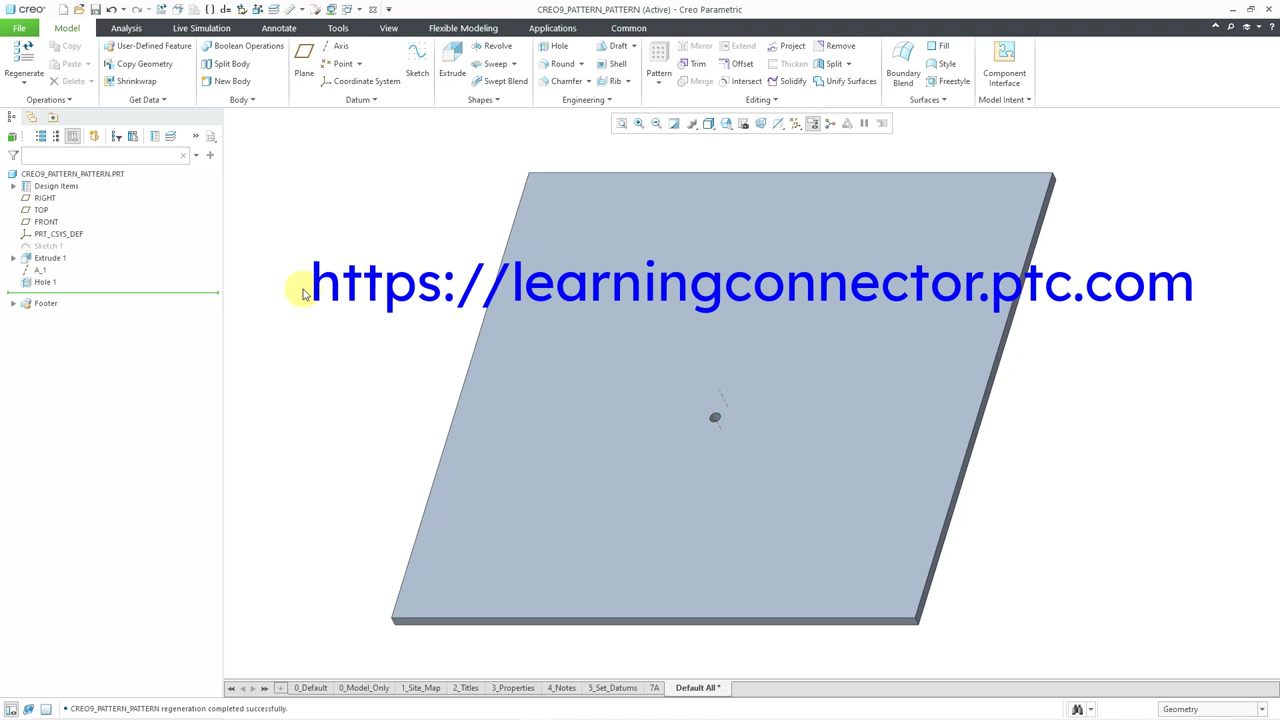 creo
CREO9_PATTERN_PATTERN (Active) - Creo Parametric
File Model Analysis Live Simulation Annotate Tools View Flexible Modeling Applications Common
Regenerate
Copy
Paste
Delete
Operations
User-Defined Feature
Copy Geometry
Shrinkwrap
Get Data
Boolean Operations
Split Body
New Body
Body
Plane
Axis
Point
Coordinate System
Sketch
Datum
Extrude
Revolve
Sweep
Swept Blend
Shapes
Hole
Round
Chamfer
Draft
Shell
Rib
Engineering
Pattern
Mirror
Trim
Merge
Extend
Offset
Intersect
Project
Thicken
Solidify
Remove
Split
Unify Surfaces
Editing
Boundary
Blend
Fill
Style
Freestyle
Surfaces
Component
Interface
Model Intent
CREO9_PATTERN_PATTERN.PRT
Design Items
RIGHT
TOP
FRONT
PRT_CSYS_DEF
Sketch 1
Extrude 1
A_1
Hole 1
Footer
https://learningconnector.ptc.com
0_Default 0_Model_Only 1_Site_Map 2_Titles 3_Properties 4_Notes 5_Set_Datums 7A Default All *
• CREO9_PATTERN_PATTERN regeneration completed successfully.
Geometry